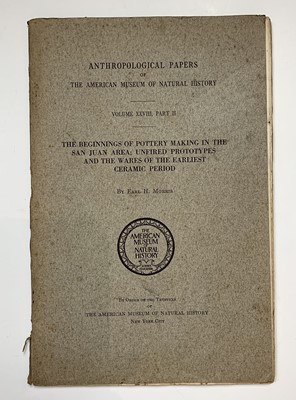 ANTHROPOLOGICAL PAPERS
OF
THE AMERICAN MUSEUM OF NATURAL HISTORY
VOLUME XXVIII, PART II
THE BEGINNINGS OF POTTERY MAKING IN THE
SAN JUAN AREA; UNFIRED PROTOTYPES
AND THE WARES OF THE EARLIEST
CERAMIC PERIOD
BY EARL H. MORRIS
THE
AMERICAN
MUSEUM
OF
NATURAL
HISTORY
BY ORDER OF THE TRUSTEES
OF
THE AMERICAN MUSEUM OF NATURAL HISTORY
NEW YORK CITY